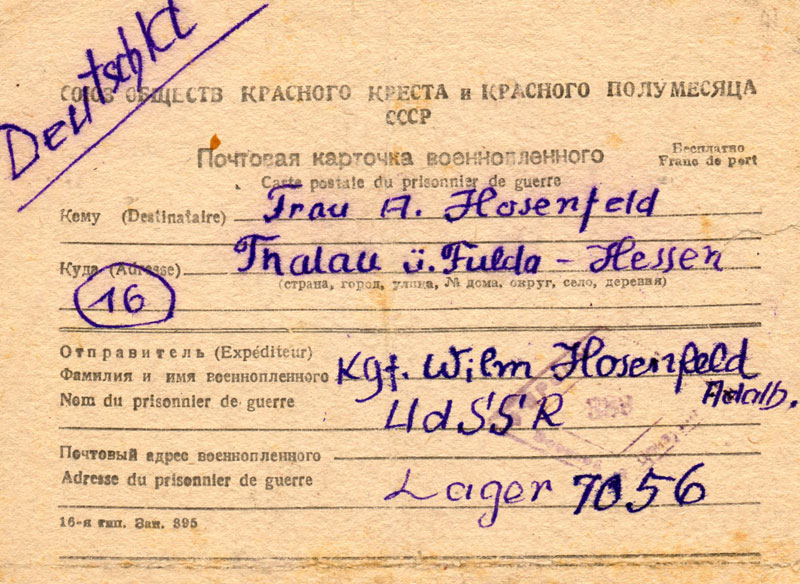 Deutschkt
СОЮЗ ОБЩЕСТВ КРАСНОГО КРЕСТА и КРАСНОГО ПОЛУМЕСЯЦА
СССР
Почтовая карточка военнопленного
Бесплатно
Franc de port
Carte postale du prisonnier de guerre
Кому (Destinataire) Frau A. Hosenfeld
Куда (Adresse) Thalau ü. Fulda - Hessen
(страна, город, улица, № дома, округ, село, деревня)
16
Отправитель (Expéditeur)
Фамилия и имя военнопленного Kgf. Wilm Hosenfeld
Adalb.
Nom du prisonnier de guerre UdSSR
Почтовый адрес военнопленного
Adresse du prisonnier de guerre Lager 7056
16-я тип. Зак. 395